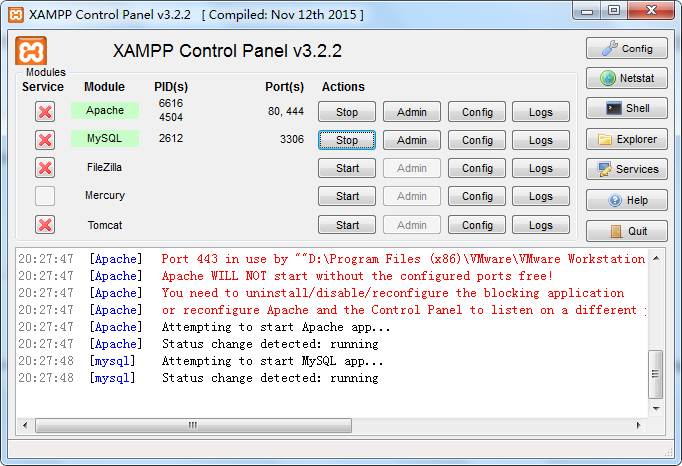 XAMPP Control Panel v3.2.2 [ Compiled: Nov 12th 2015 ]
XAMPP Control Panel v3.2.2
Config
Modules
Service Module PID(s) Port(s) Actions
Netstat
Apache 6616 4504 80, 444 Stop Admin Config Logs
Shell
MySQL 2612 3306 Stop Admin Config Logs
Explorer
FileZilla Start Admin Config Logs
Services
Mercury Start Admin Config Logs
Help
Tomcat Start Admin Config Logs
Quit
20:27:47 [Apache] Port 443 in use by ""D:\Program Files (x86)\VMware\VMware Workstation
20:27:47 [Apache] Apache WILL NOT start without the configured ports free!
20:27:47 [Apache] You need to uninstall/disable/reconfigure the blocking application
20:27:47 [Apache] or reconfigure Apache and the Control Panel to listen on a different
20:27:47 [Apache] Attempting to start Apache app...
20:27:47 [Apache] Status change detected: running
20:27:48 [mysql] Attempting to start MySQL app...
20:27:48 [mysql] Status change detected: running